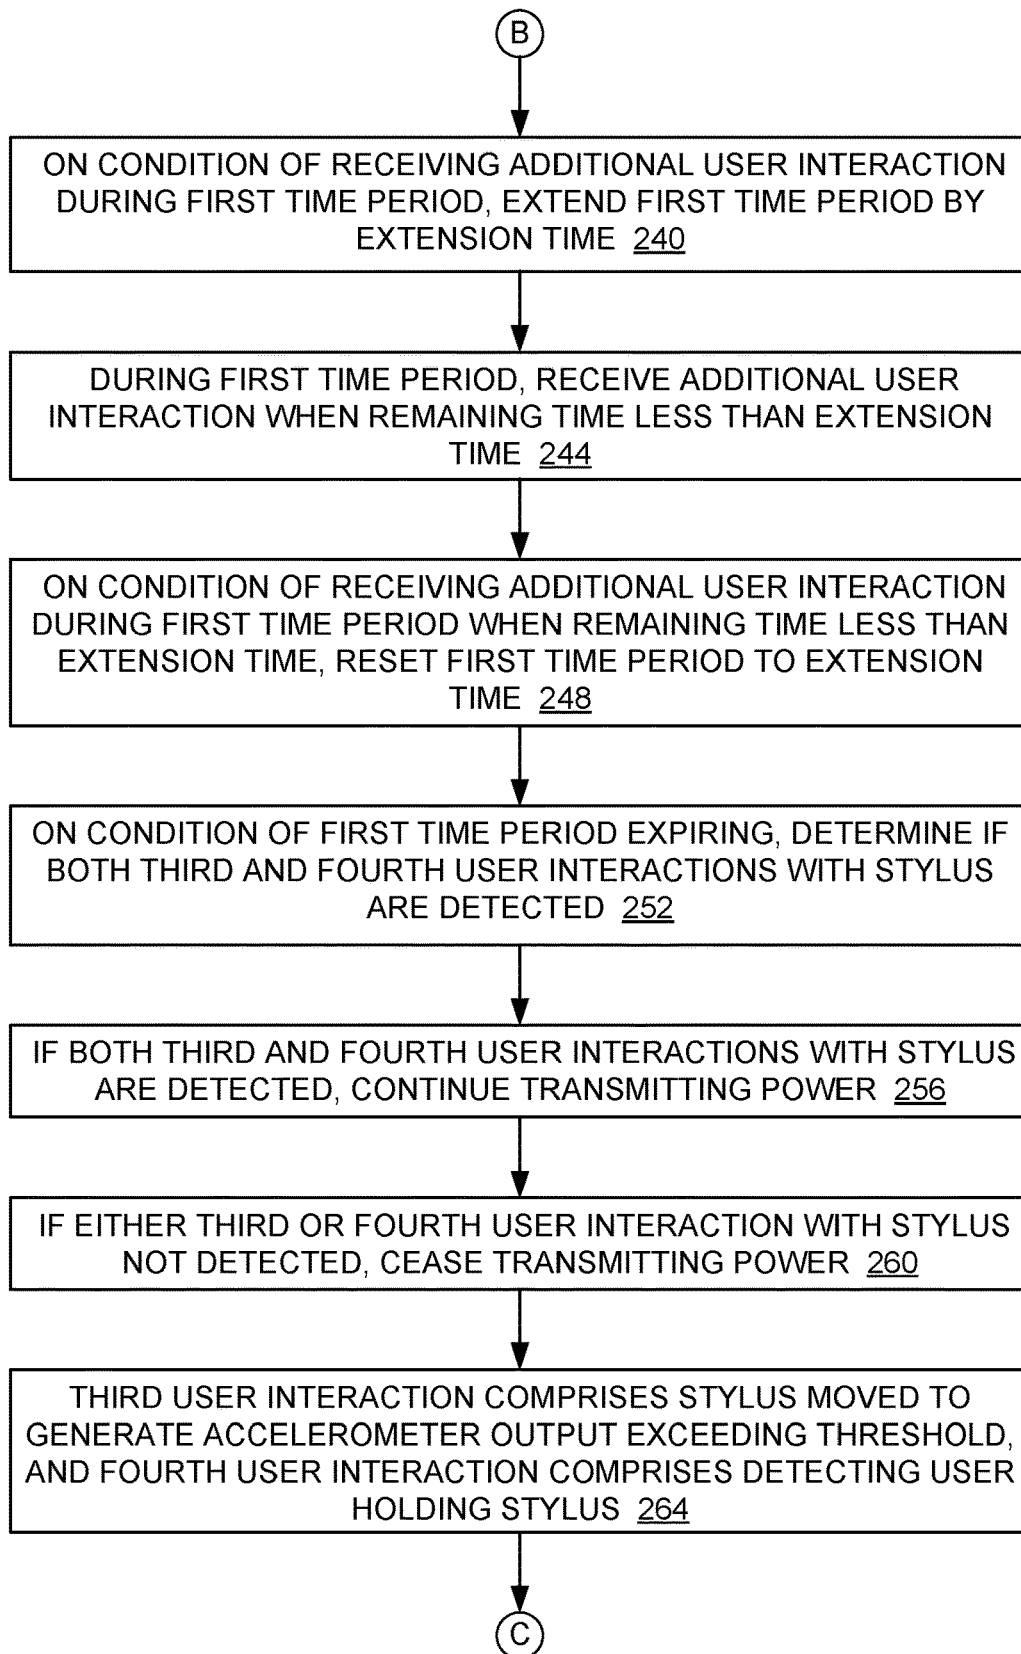 B
ON CONDITION OF RECEIVING ADDITIONAL USER INTERACTION
DURING FIRST TIME PERIOD, EXTEND FIRST TIME PERIOD BY
EXTENSION TIME 240
DURING FIRST TIME PERIOD, RECEIVE ADDITIONAL USER
INTERACTION WHEN REMAINING TIME LESS THAN EXTENSION
TIME 244
ON CONDITION OF RECEIVING ADDITIONAL USER INTERACTION
DURING FIRST TIME PERIOD WHEN REMAINING TIME LESS THAN
EXTENSION TIME, RESET FIRST TIME PERIOD TO EXTENSION
TIME 248
ON CONDITION OF FIRST TIME PERIOD EXPIRING, DETERMINE IF
BOTH THIRD AND FOURTH USER INTERACTIONS WITH STYLUS
ARE DETECTED 252
IF BOTH THIRD AND FOURTH USER INTERACTIONS WITH STYLUS
ARE DETECTED, CONTINUE TRANSMITTING POWER 256
IF EITHER THIRD OR FOURTH USER INTERACTION WITH STYLUS
NOT DETECTED, CEASE TRANSMITTING POWER 260
THIRD USER INTERACTION COMPRISES STYLUS MOVED TO
GENERATE ACCELEROMETER OUTPUT EXCEEDING THRESHOLD,
AND FOURTH USER INTERACTION COMPRISES DETECTING USER
HOLDING STYLUS 264
C